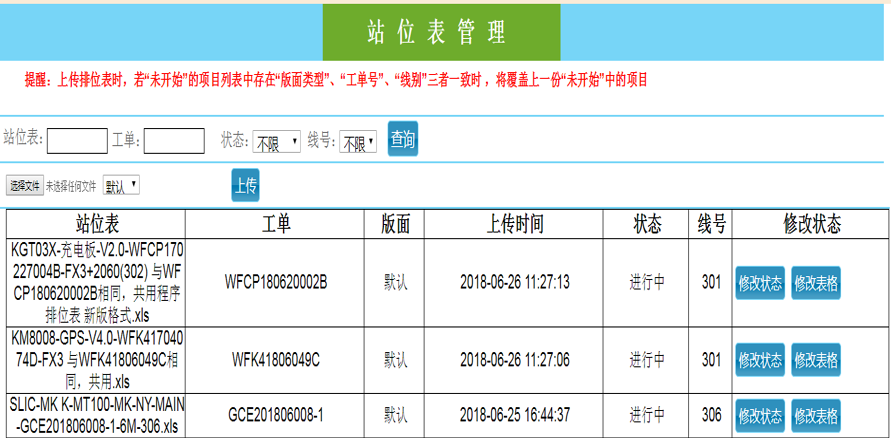 站位表管理
提醒：上传排位表时，若“未开始”的项目列表中存在“版面类型”、“工单号”、“线别”三者一致时，将覆盖上一份“未开始”中的项目
站位表: 工单: 状态: 不限 线号: 不限 查询
选择文件 未选择任何文件 默认 上传
站位表 工单 版面 上传时间 状态 线号 修改状态
KGT03X-充电板-V2.0-WFCP170
227004B-FX3+2060(302) 与WF
CP180620002B相同，共用程序
排位表 新版格式.xls
WFCP180620002B 默认 2018-06-26 11:27:13 进行中 301 修改状态 修改表格
KM8008-GPS-V4.0-WFK417040
74D-FX3 与WFK41806049C相
同，共用.xls
WFK41806049C 默认 2018-06-26 11:27:06 进行中 301 修改状态 修改表格
SLIC-MK K-MT100-MK-NY-MAIN
-GCE201806008-1-6M-306.xls
GCE201806008-1 默认 2018-06-25 16:44:37 进行中 306 修改状态 修改表格